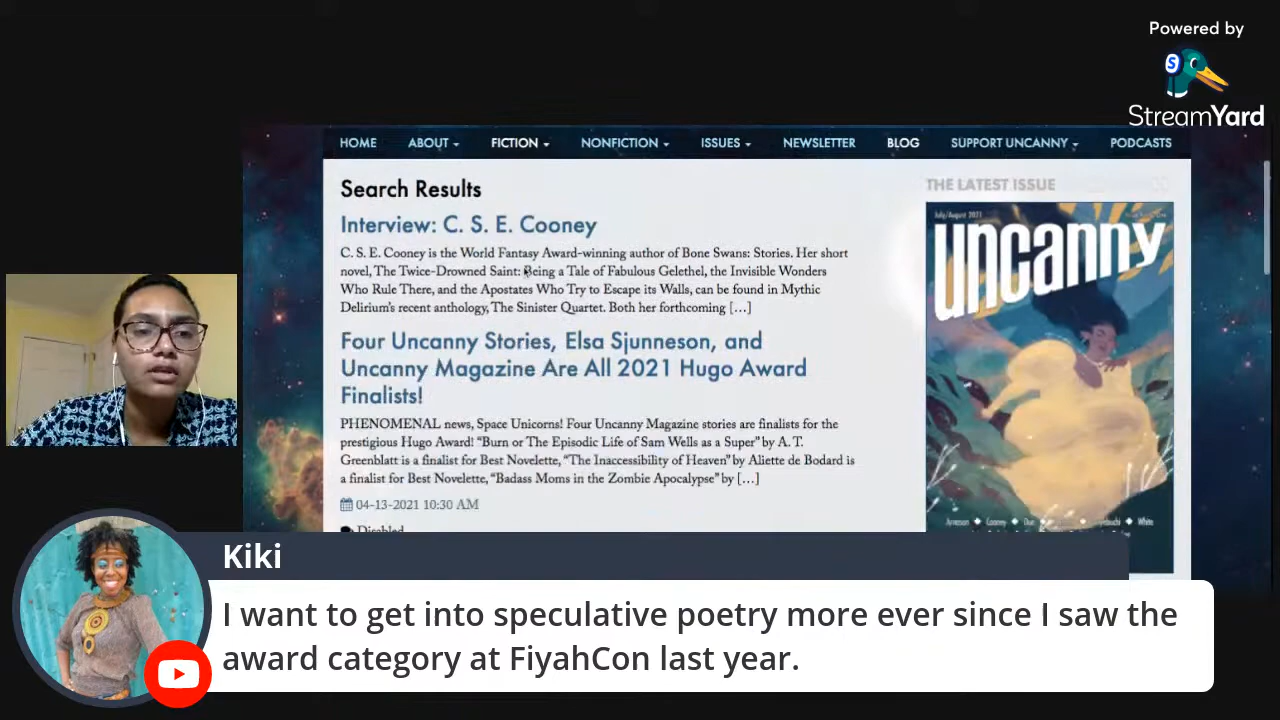 Powered by
StreamYard
HOME ABOUT FICTION NONFICTION ISSUES NEWSLETTER BLOG SUPPORT UNCANNY PODCASTS
Search Results
Interview: C. S. E. Cooney
C. S. E. Cooney is the World Fantasy Award-winning author of Bone Swans: Stories. Her short
novel, The Twice-Drowned Saint: Being a Tale of Fabulous Gelethel, the Invisible Wonders
Who Rule There, and the Apostates Who Try to Escape its Walls, can be found in Mythic
Delirium's recent anthology, The Sinister Quartet. Both her forthcoming […]
Four Uncanny Stories, Elsa Sjunneson, and
Uncanny Magazine Are All 2021 Hugo Award
Finalists!
PHENOMENAL news, Space Unicorns! Four Uncanny Magazine stories are finalists for the
prestigious Hugo Award! "Burn or The Episodic Life of Sam Wells as a Super" by A. T.
Greenblatt is a finalist for Best Novelette, "The Inaccessibility of Heaven" by Aliette de Bodard is
a finalist for Best Novelette, "Badass Moms in the Zombie Apocalypse" by […]
04-13-2021 10:30 AM
Disabled
THE LATEST ISSUE
July/August 2021
uncanny
Arneson ◆ Cooney ◆ White
Kiki
I want to get into speculative poetry more ever since I saw the
award category at FiyahCon last year.